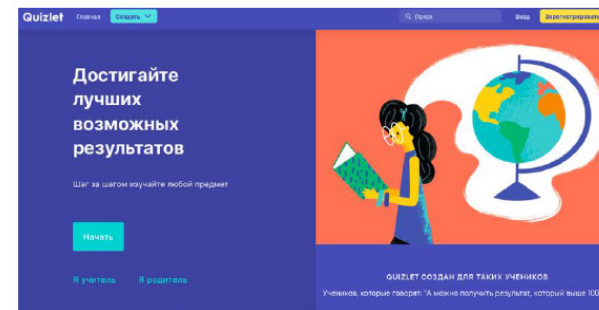 Quizlet Главная Создать Поиск Вход Зарегистрировать
Достигайте
лучших
возможных
результатов
Шаг за шагом изучайте любой предмет
Начать
Я учитель Я родитель
QUIZLET СОЗДАН ДЛЯ ТАКИХ УЧЕНИКОВ
Учеников, которые говорят: "А можно получить результат, который выше 100